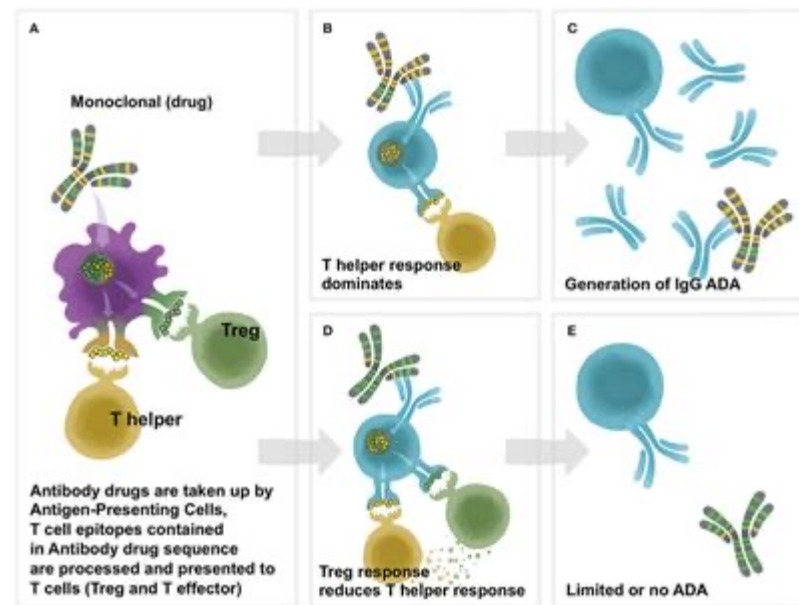 A
Monoclonal (drug)
Treg
T helper
Antibody drugs are taken up by
Antigen-Presenting Cells,
T cell epitopes contained
in Antibody drug sequence
are processed and presented to
T cells (Treg and T effector)
B
T helper response
dominates
C
Generation of IgG ADA
D
Treg response
reduces T helper response
E
Limited or no ADA